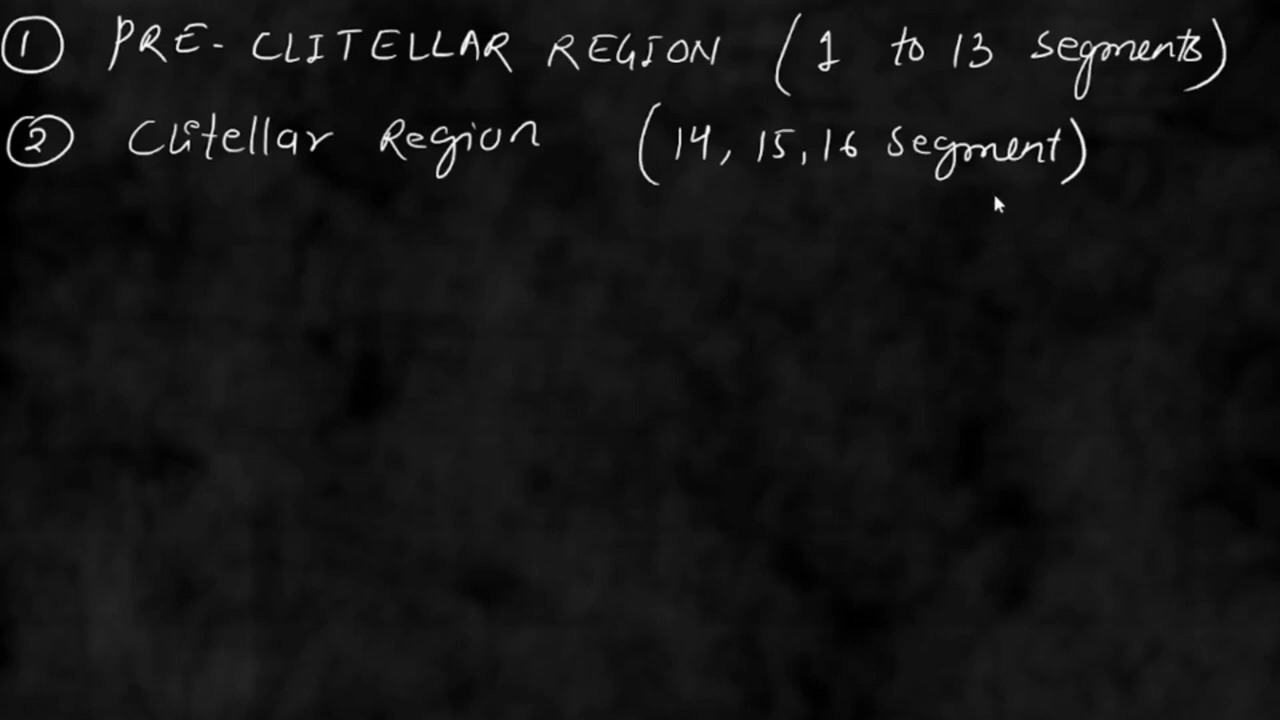 ① PRE-CLITELLAR REGION (1 to 13 segments)
② Clitellar Region (14, 15, 16 segment)